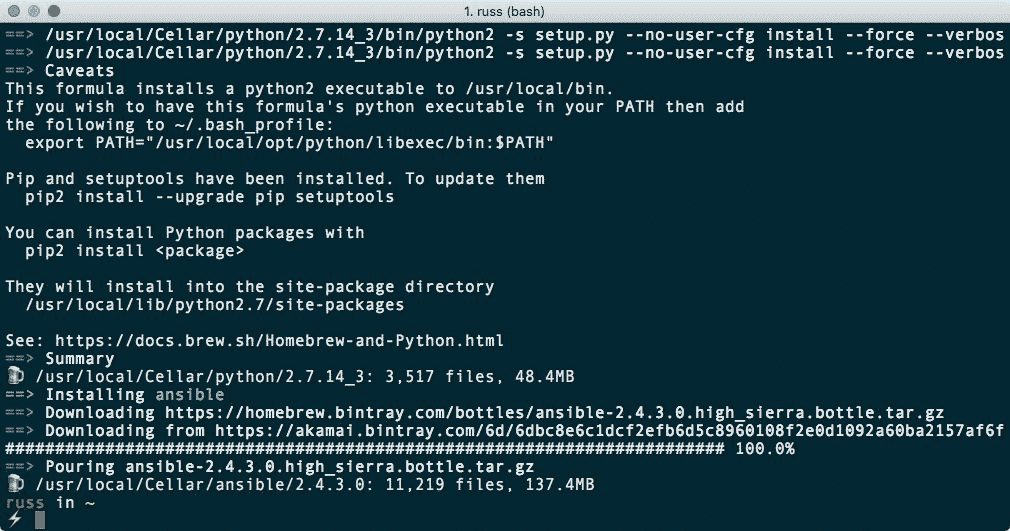 1. russ (bash)
==> /usr/local/Cellar/python/2.7.14_3/bin/python2 -s setup.py --no-user-cfg install --force --verbos
==> /usr/local/Cellar/python/2.7.14_3/bin/python2 -s setup.py --no-user-cfg install --force --verbos
==> Caveats
This formula installs a python2 executable to /usr/local/bin.
If you wish to have this formula's python executable in your PATH then add
the following to ~/.bash_profile:
  export PATH="/usr/local/opt/python/libexec/bin:$PATH"
Pip and setuptools have been installed. To update them
  pip2 install --upgrade pip setuptools
You can install Python packages with
  pip2 install <package>
They will install into the site-package directory
  /usr/local/lib/python2.7/site-packages
See: https://docs.brew.sh/Homebrew-and-Python.html
==> Summary
🍺 /usr/local/Cellar/python/2.7.14_3: 3,517 files, 48.4MB
==> Installing ansible
==> Downloading https://homebrew.bintray.com/bottles/ansible-2.4.3.0.high_sierra.bottle.tar.gz
==> Downloading from https://akamai.bintray.com/6d/6dbc8e6c1dcf2efb6d5c8960108f2e0d1092a60ba2157af6f
######################################################################## 100.0%
==> Pouring ansible-2.4.3.0.high_sierra.bottle.tar.gz
🍺 /usr/local/Cellar/ansible/2.4.3.0: 11,219 files, 137.4MB
russ in ~
⚡